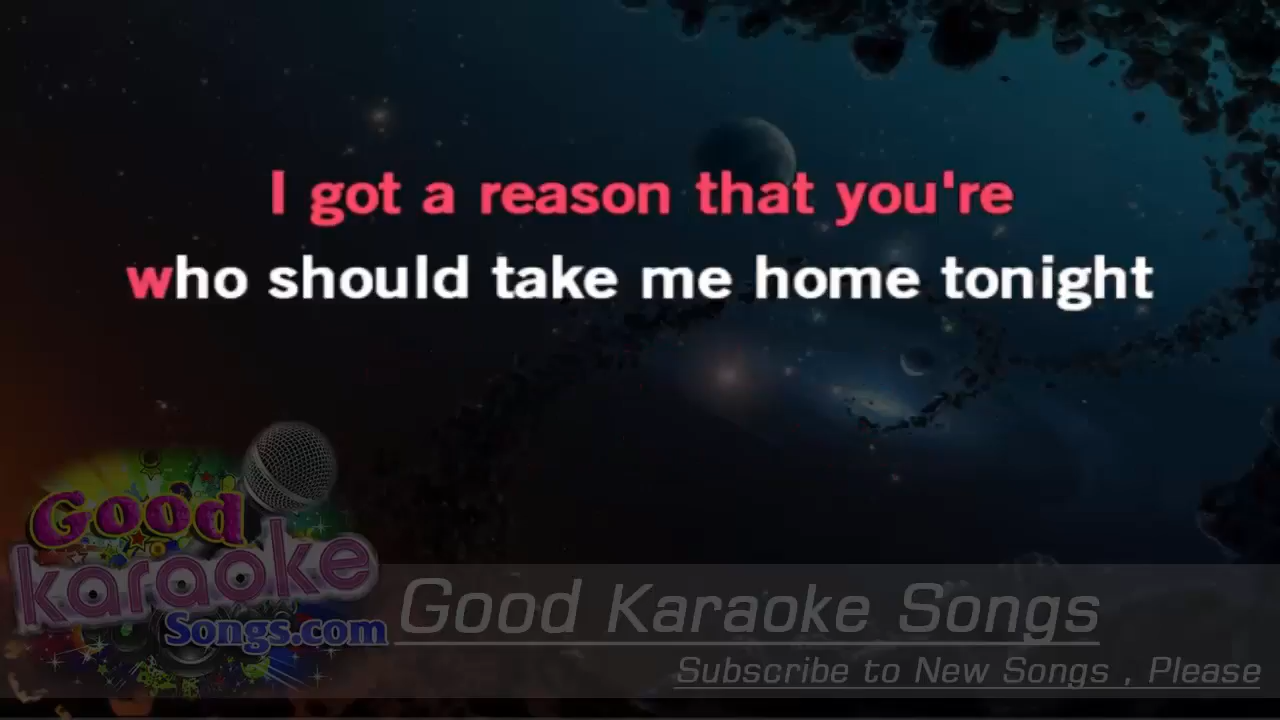 I got a reason that you're
who should take me home tonight
Good
karaoke
Songs.com
Good Karaoke Songs
Subscribe to New Songs , Please